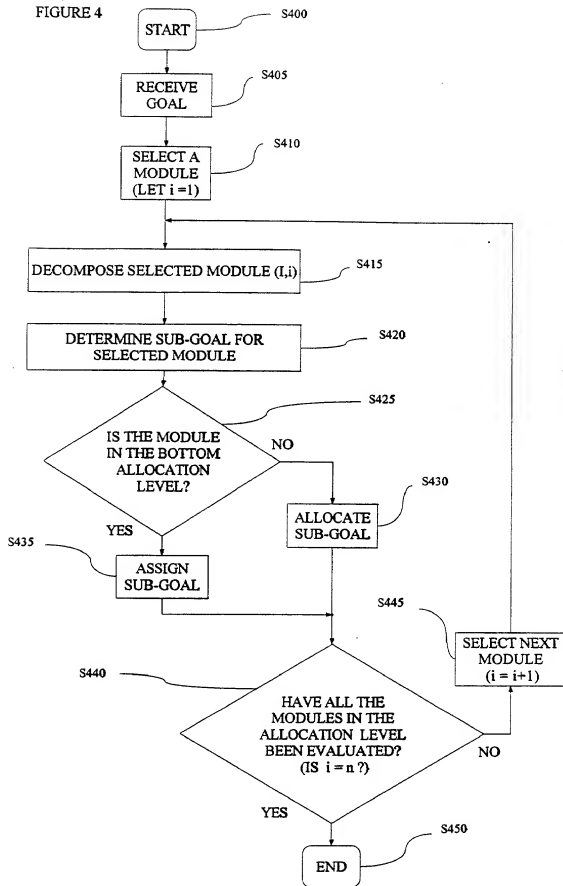 FIGURE 4
START
S400
RECEIVE
GOAL
S405
SELECT A
MODULE
(LET i =1)
S410
DECOMPOSE SELECTED MODULE (I,i)
S415
DETERMINE SUB-GOAL FOR
SELECTED MODULE
S420
S425
IS THE MODULE
IN THE BOTTOM
ALLOCATION
LEVEL?
NO
YES
S430
ALLOCATE
SUB-GOAL
S435
ASSIGN
SUB-GOAL
S440
HAVE ALL THE
MODULES IN THE
ALLOCATION LEVEL
BEEN EVALUATED?
(IS i = n ?}
NO
YES
S445
SELECT NEXT
MODULE
(i = i+1)
END
S450